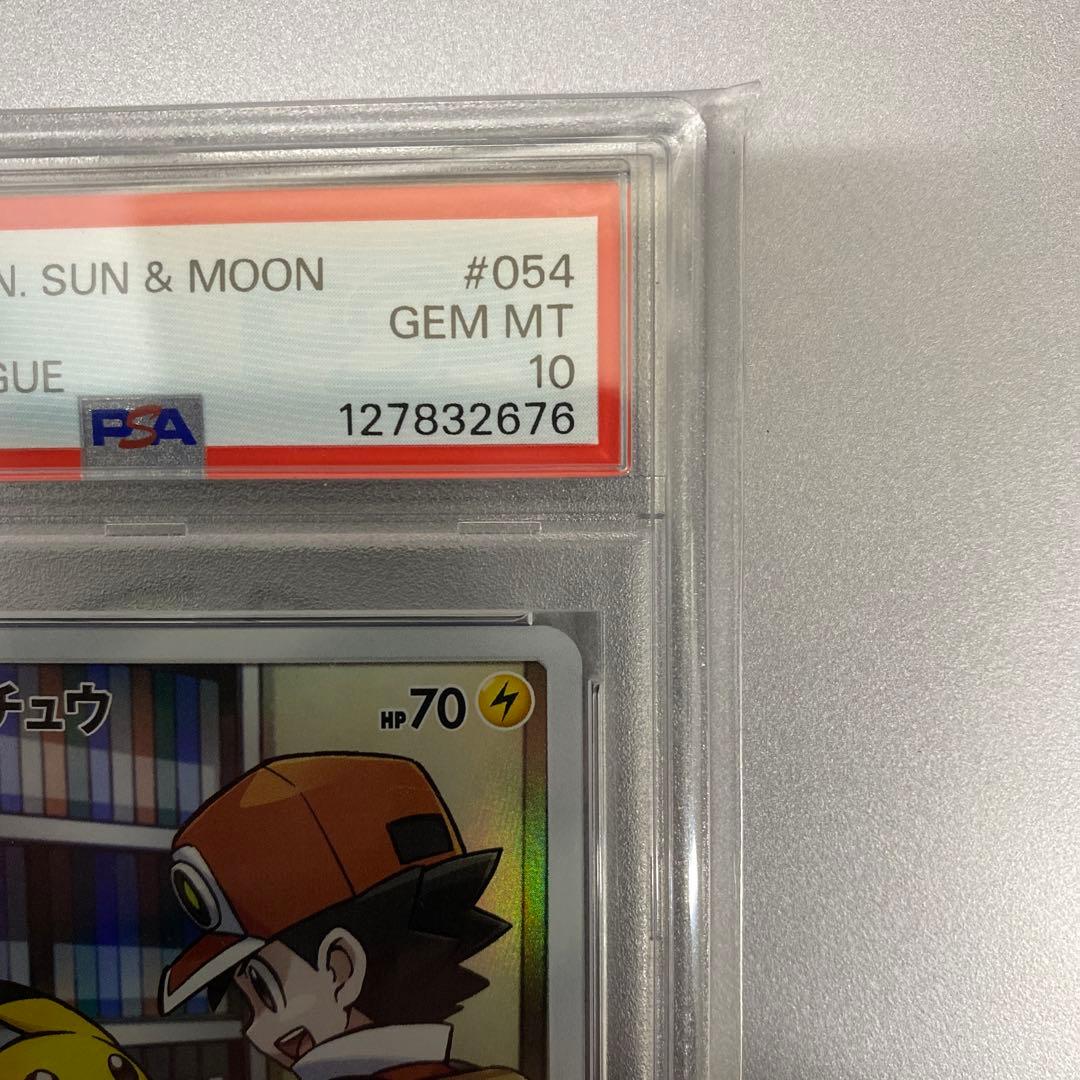 N. SUN & MOON #054
GEM MT
GUE 10
PSA 127832676
チュウ HP70